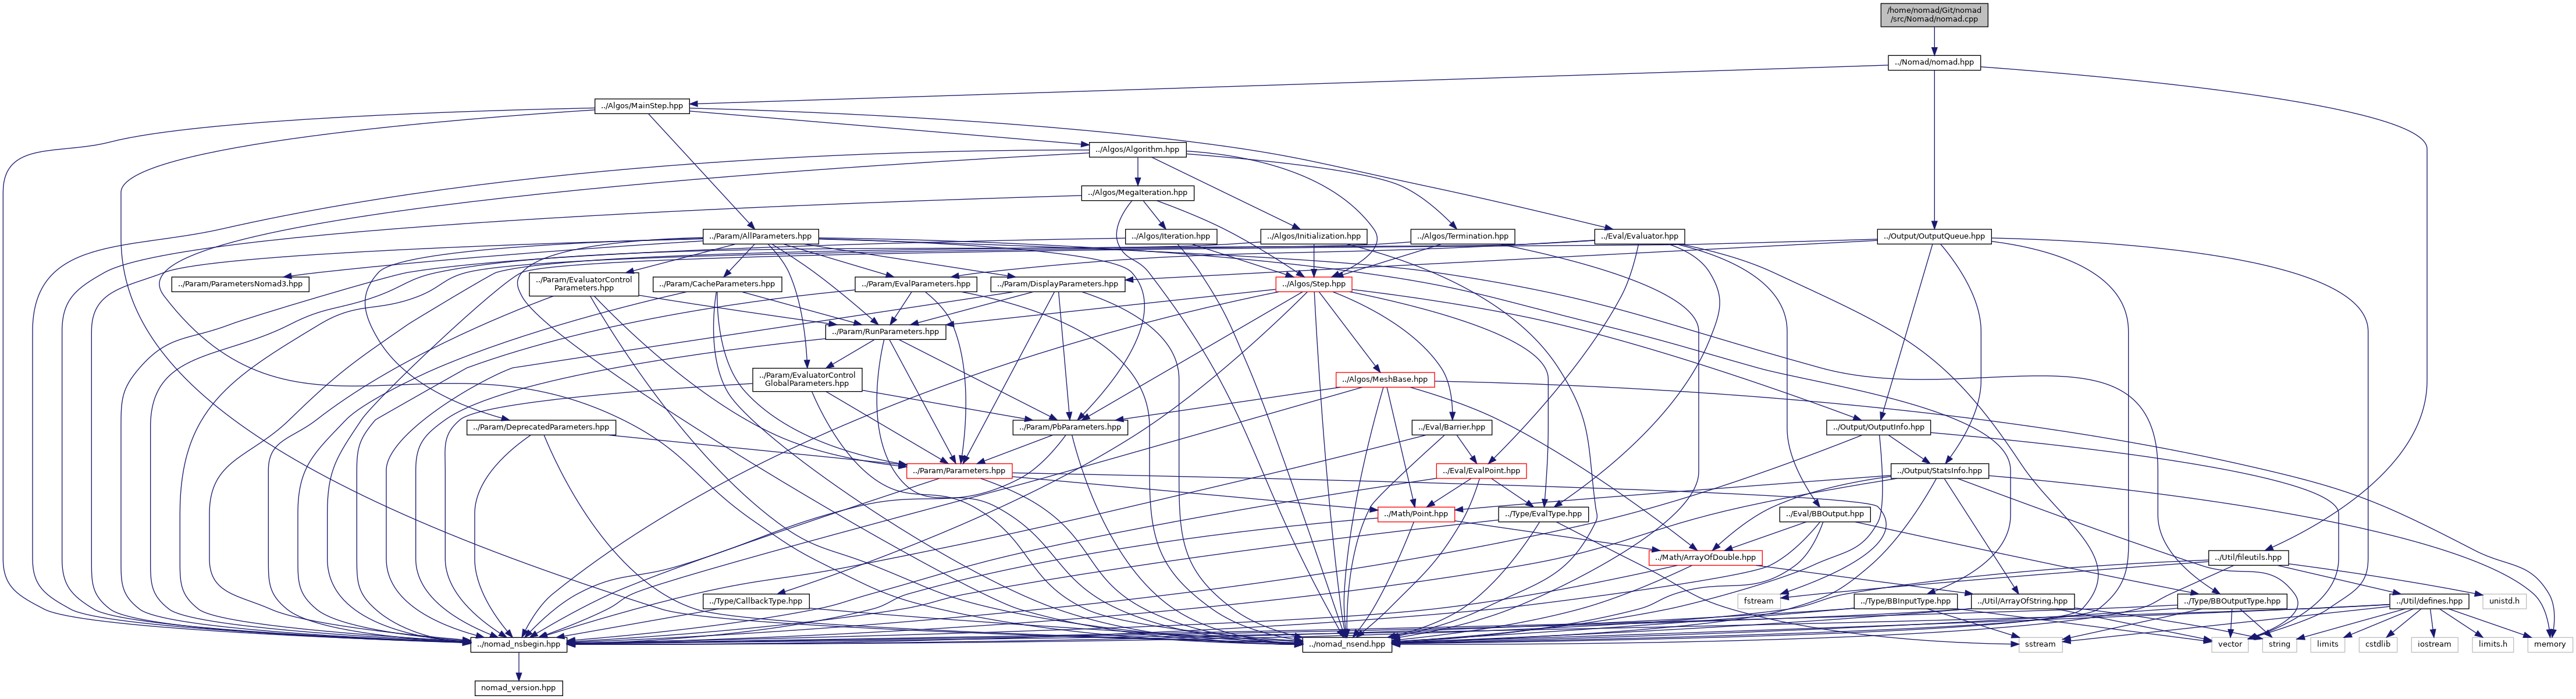 /home/nomad/Git/nomad
/src/Nomad/nomad.cpp
../Nomad/nomad.hpp
../Algos/MainStep.hpp
../Algos/Algorithm.hpp
../Algos/MegaIteration.hpp
../Param/AllParameters.hpp
../Algos/Iteration.hpp
../Algos/Initialization.hpp
../Algos/Termination.hpp
../Eval/Evaluator.hpp
../Output/OutputQueue.hpp
../Param/ParametersNomad3.hpp
../Param/EvaluatorControl
Parameters.hpp
../Param/CacheParameters.hpp
../Param/EvalParameters.hpp
../Param/DisplayParameters.hpp
../Algos/Step.hpp
../Param/RunParameters.hpp
../Param/EvaluatorControl
GlobalParameters.hpp
../Algos/MeshBase.hpp
../Param/DeprecatedParameters.hpp
../Param/PbParameters.hpp
../Eval/Barrier.hpp
../Output/OutputInfo.hpp
../Param/Parameters.hpp
../Eval/EvalPoint.hpp
../Output/StatsInfo.hpp
../Math/Point.hpp
../Type/EvalType.hpp
../Eval/BBOutput.hpp
../Math/ArrayOfDouble.hpp
../Util/fileutils.hpp
../Type/CallbackType.hpp
fstream
../Type/BBInputType.hpp
../Util/ArrayOfString.hpp
../Type/BBOutputType.hpp
../Util/defines.hpp
unistd.h
../nomad_nsbegin.hpp
../nomad_nsend.hpp
sstream
vector
string
limits
cstdlib
iostream
limits.h
memory
nomad_version.hpp